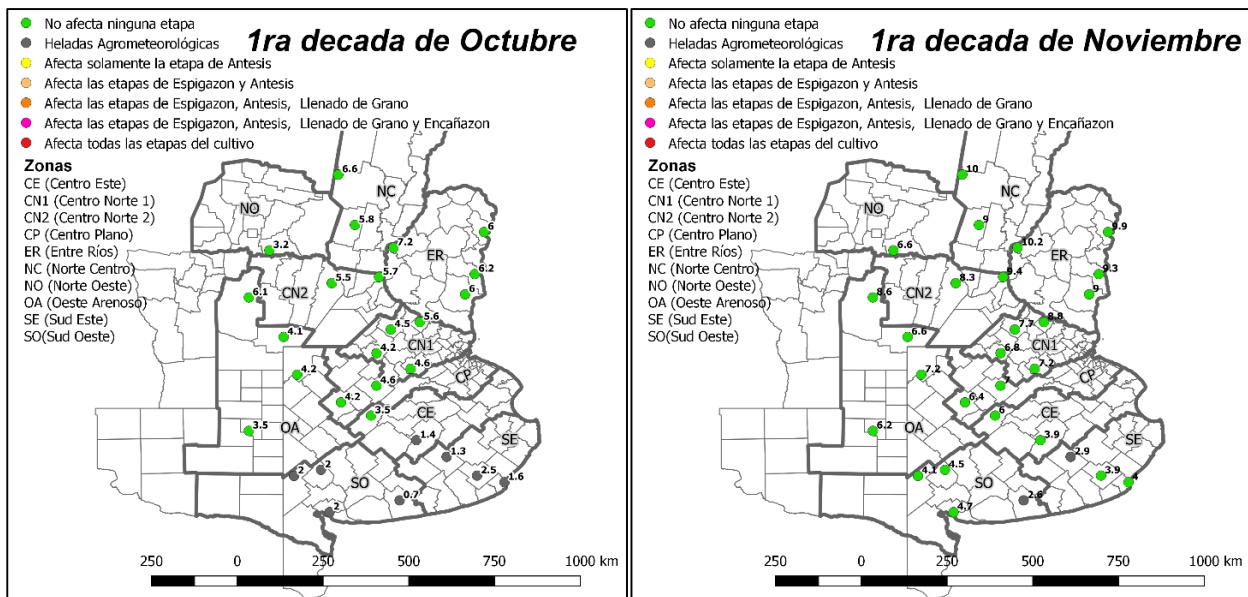 1ra decada de Octubre
No afecta ninguna etapa
Heladas Agrometeorológicas
Afecta solamente la etapa de Antesis
Afecta las etapas de Espigazon y Antesis
Afecta las etapas de Espigazon, Antesis, Llenado de Grano
Afecta las etapas de Espigazon, Antesis, Llenado de Grano y Encañazon
Afecta todas las etapas del cultivo
Zonas
CE (Centro Este)
CN1 (Centro Norte 1)
CN2 (Centro Norte 2)
CP (Centro Plano)
ER (Entre Ríos)
NC (Norte Centro)
NO (Norte Oeste)
OA (Oeste Arenoso)
SE (Sud Este)
SO(Sud Oeste)
6.6
NC
NO
5.8
6
7.2
3.2
ER
5.7
6.2
5.5
CN2
6.1
6
5.6
4.5
4.1
CN1
4.2
4.6
4.2
CP
4.6
4.2
3.5
CE
OA
3.5
1.4
SE
1.3
2
2
2.5
1.6
SO
0.7
2
250 0 250 500 750 1000 km
1ra decada de Noviembre
No afecta ninguna etapa
Heladas Agrometeorológicas
Afecta solamente la etapa de Antesis
Afecta las etapas de Espigazon y Antesis
Afecta las etapas de Espigazon, Antesis, Llenado de Grano
Afecta las etapas de Espigazon, Antesis, Llenado de Grano y Encañazon
Afecta todas las etapas del cultivo
Zonas
CE (Centro Este)
CN1 (Centro Norte 1)
CN2 (Centro Norte 2)
CP (Centro Plano)
ER (Entre Ríos)
NC (Norte Centro)
NO (Norte Oeste)
OA (Oeste Arenoso)
SE (Sud Este)
SO(Sud Oeste)
10
NC
NO
9
9.9
10.2
6.6
ER
9.4
9.3
8.3
CN2
8.6
9
8.8
7.7
6.6
CN1
6.8
7.2
7.2
CP
7
6.4
6
CE
OA
6.2
3.9
SE
2.9
4.5
4.1
3.9
4
SO
2.6
4.7
250 0 250 500 750 1000 km